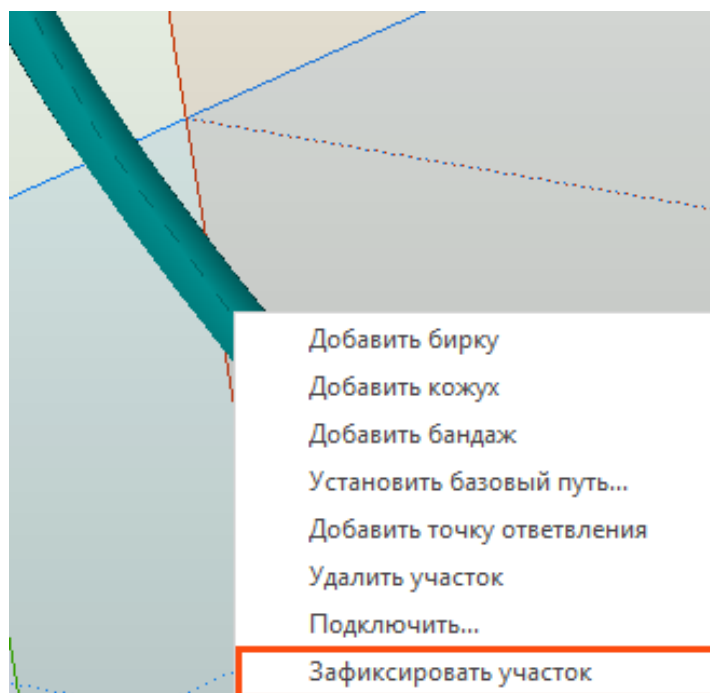 Добавить бирку
Добавить кожух
Добавить бандаж
Установить базовый путь...
Добавить точку ответвления
Удалить участок
Подключить...
Зафиксировать участок